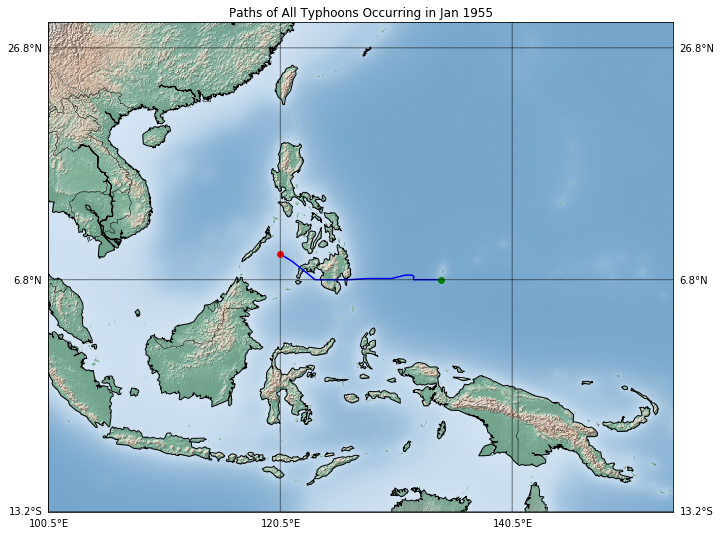 Paths of All Typhoons Occurring in Jan 1955
26.8°N 26.8°N
6.8°N 6.8°N
13.2°S 13.2°S
100.5°E 120.5°E 140.5°E